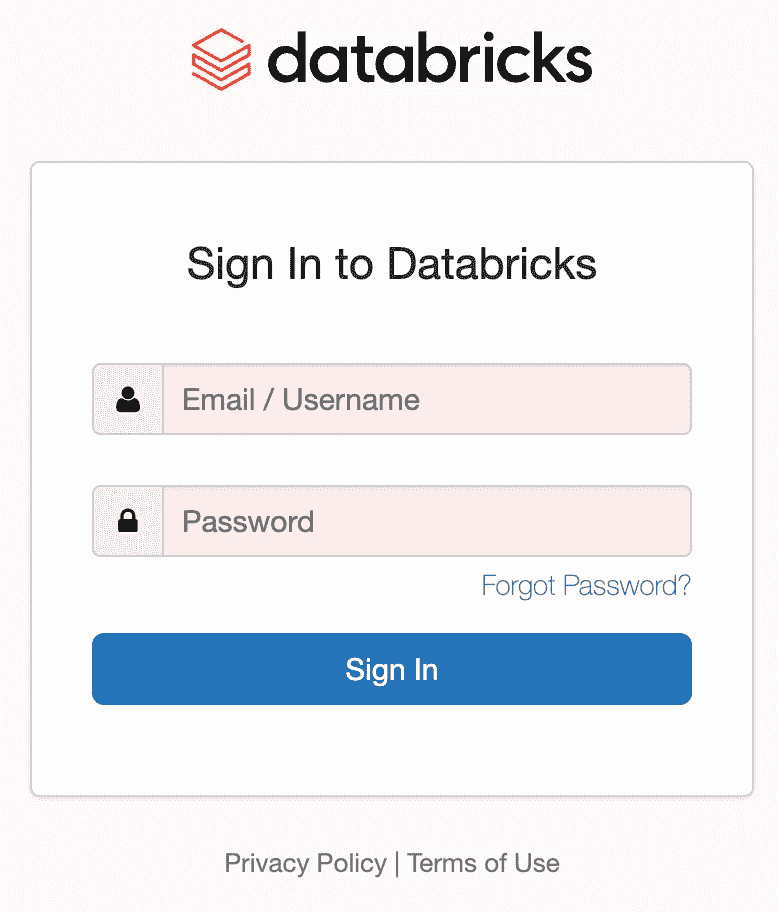 databricks
Sign In to Databricks
Email / Username
Password
Forgot Password?
Sign In
Privacy Policy | Terms of Use